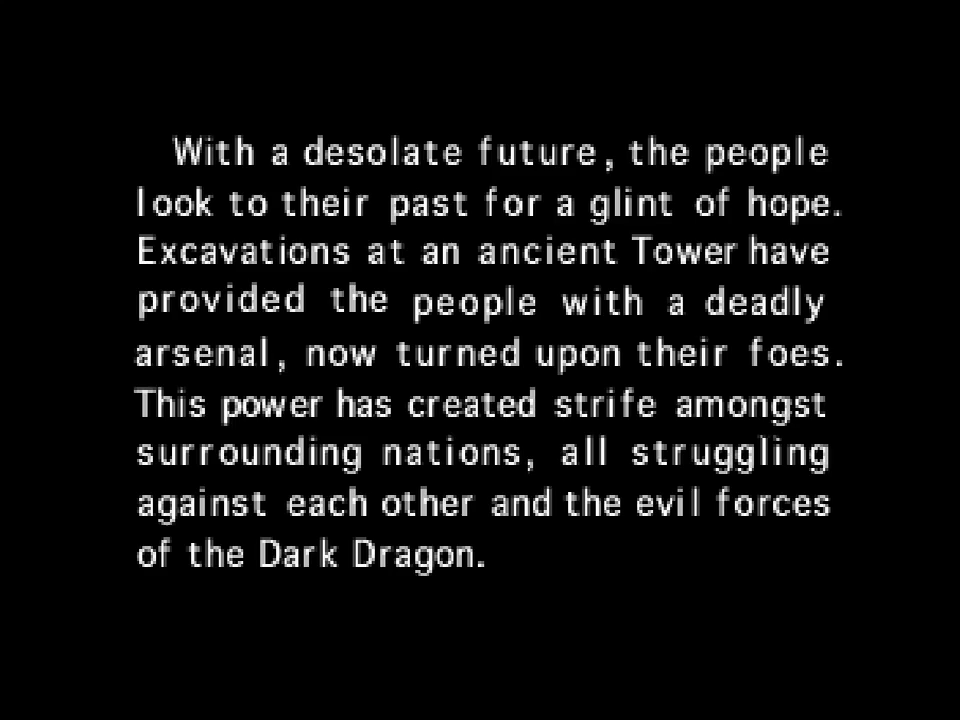 With a desolate future, the people
look to their past for a glint of hope.
Excavations at an ancient Tower have
provided the people with a deadly
arsenal, now turned upon their foes.
This power has created strife amongst
surrounding nations, all struggling
against each other and the evil forces
of the Dark Dragon.